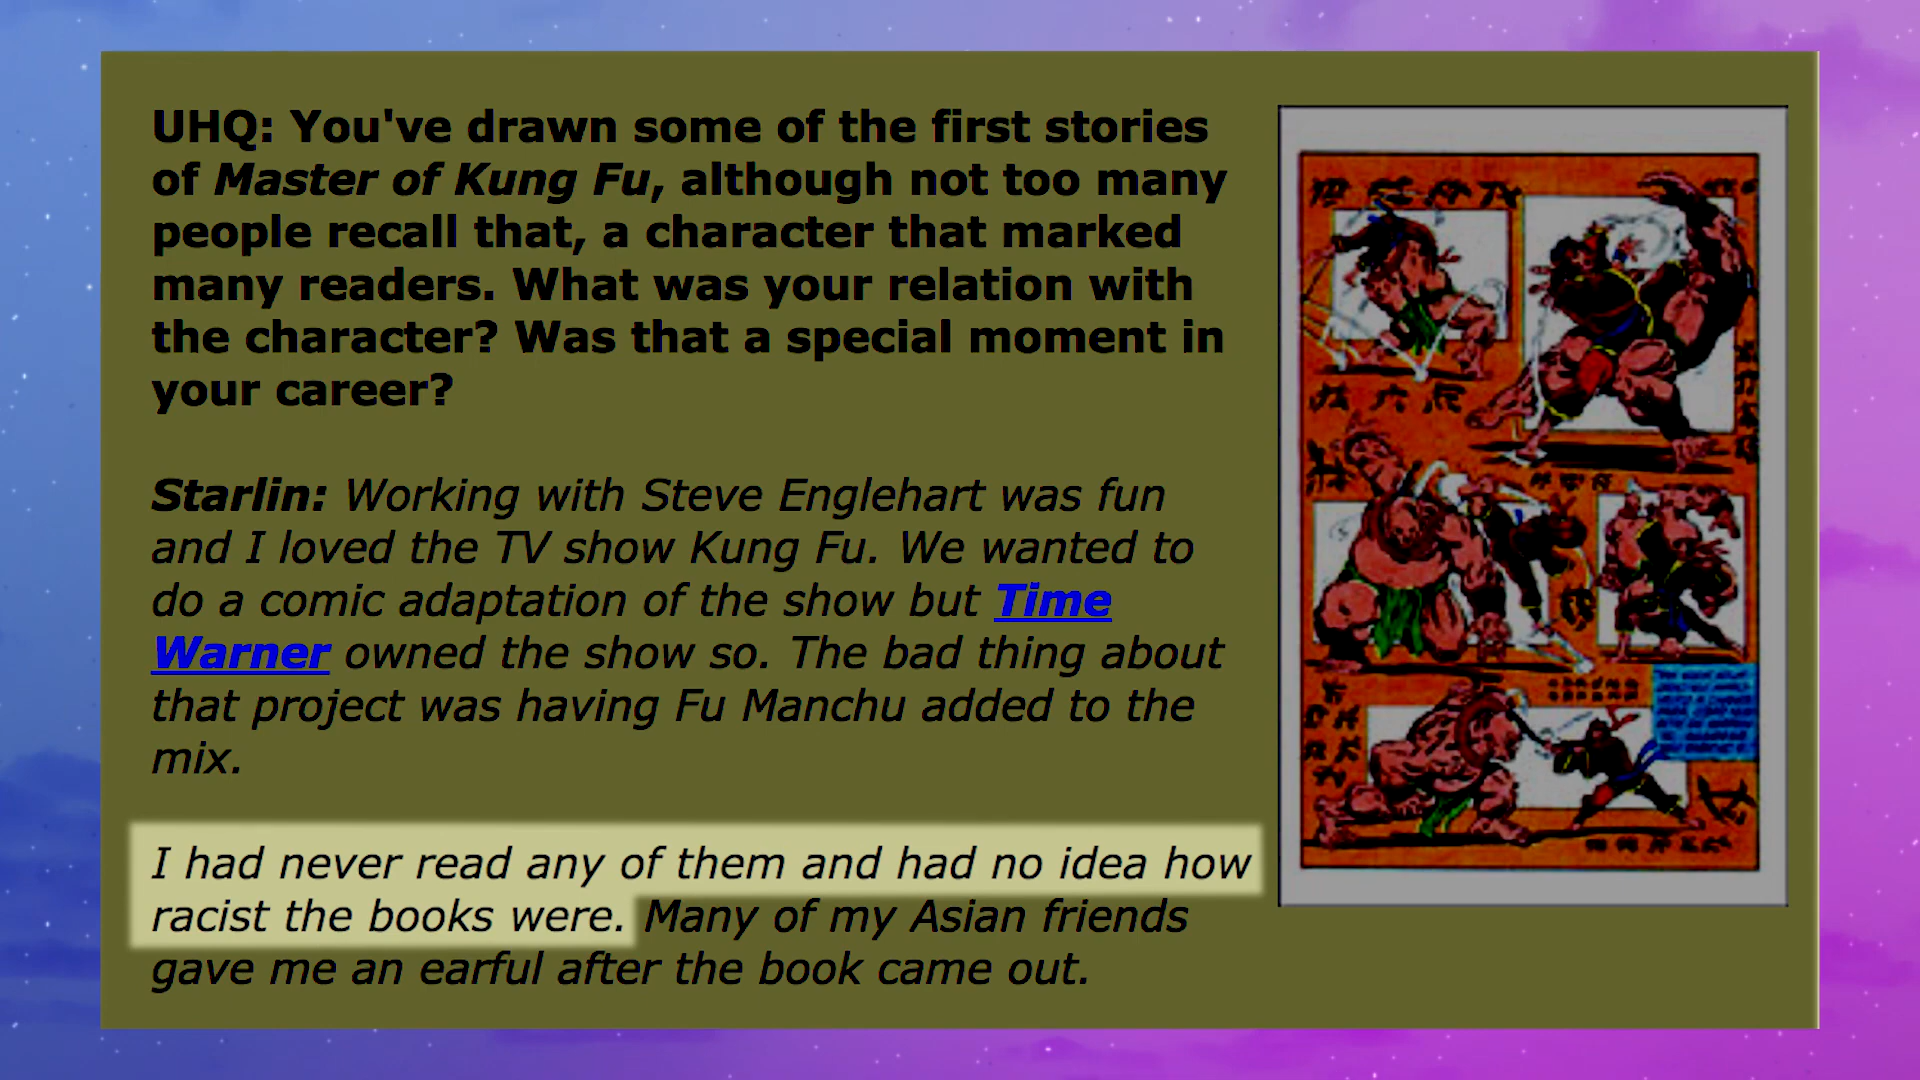 UHQ: You've drawn some of the first stories
of Master of Kung Fu, although not too many
people recall that, a character that marked
many readers. What was your relation with
the character? Was that a special moment in
your career?
Starlin: Working with Steve Englehart was fun
and I loved the TV show Kung Fu. We wanted to
do a comic adaptation of the show but Time
Warner owned the show so. The bad thing about
that project was having Fu Manchu added to the
mix.
I had never read any of them and had no idea how
racist the books were. Many of my Asian friends
gave me an earful after the book came out.